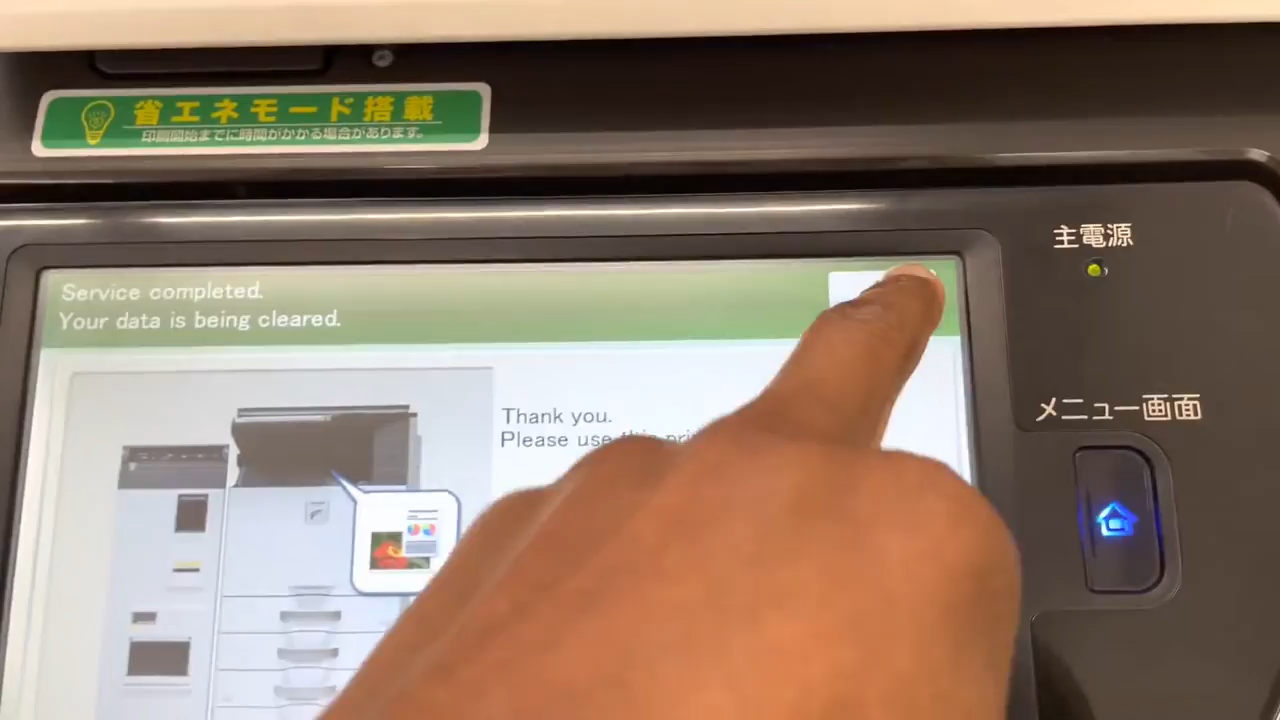 省エネモード搭載
印刷開始までに時間がかかる場合があります。
主電源
Service completed.
Your data is being cleared.
メニュー画面
Thank you.
Please use this